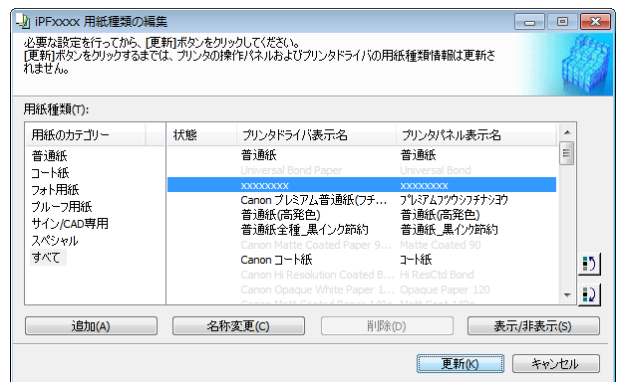 iPFxxxx 用紙種類の編集
必要な設定を行ってから、[更新]ボタンをクリックしてください。
[更新]ボタンをクリックするまでは、プリンタの操作パネルおよびプリンタドライバの用紙種類情報は更新さ
れません。
用紙種類(T):
用紙のカテゴリー 状態 プリンタドライバ表示名 プリンタパネル表示名
普通紙
コート紙
フォト用紙
プルーフ用紙
サイン/CAD専用
スペシャル
すべて
普通紙 普通紙
Universal Bond Paper Universal Bond
xxxxxxxx xxxxxxxx
Canon プレミアム普通紙(フチ... プレミアムフツウシフチナシヨウ
普通紙(高発色) 普通紙(高発色)
普通紙全種_黒インク節約 普通紙_黒インク節約
Canon Matte Coated Paper 9... Matte Coated 90
Canon コート紙 コート紙
Canon Hi Resolution Coated B... Hi ResCtd Bond
Canon Opaque White Paper 1... Opaque Paper 120
追加(A) 名称変更(C) 削除(D) 表示/非表示(S)
更新(K) キャンセル